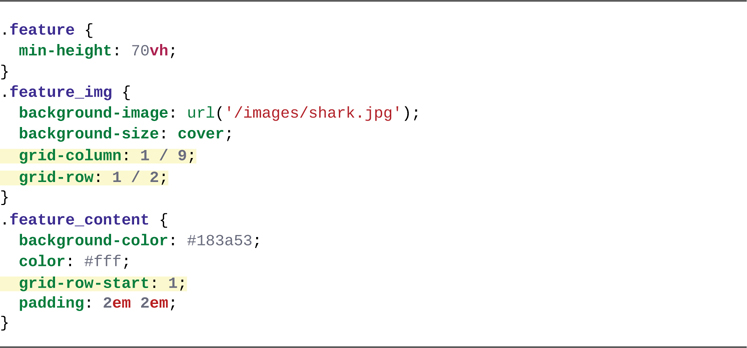 .feature {
  min-height: 70vh;
}
.feature_img {
  background-image: url('/images/shark.jpg');
  background-size: cover;
  grid-column: 1 / 9;
  grid-row: 1 / 2;
}
.feature_content {
  background-color: #183a53;
  color: #fff;
  grid-row-start: 1;
  padding: 2em 2em;
}